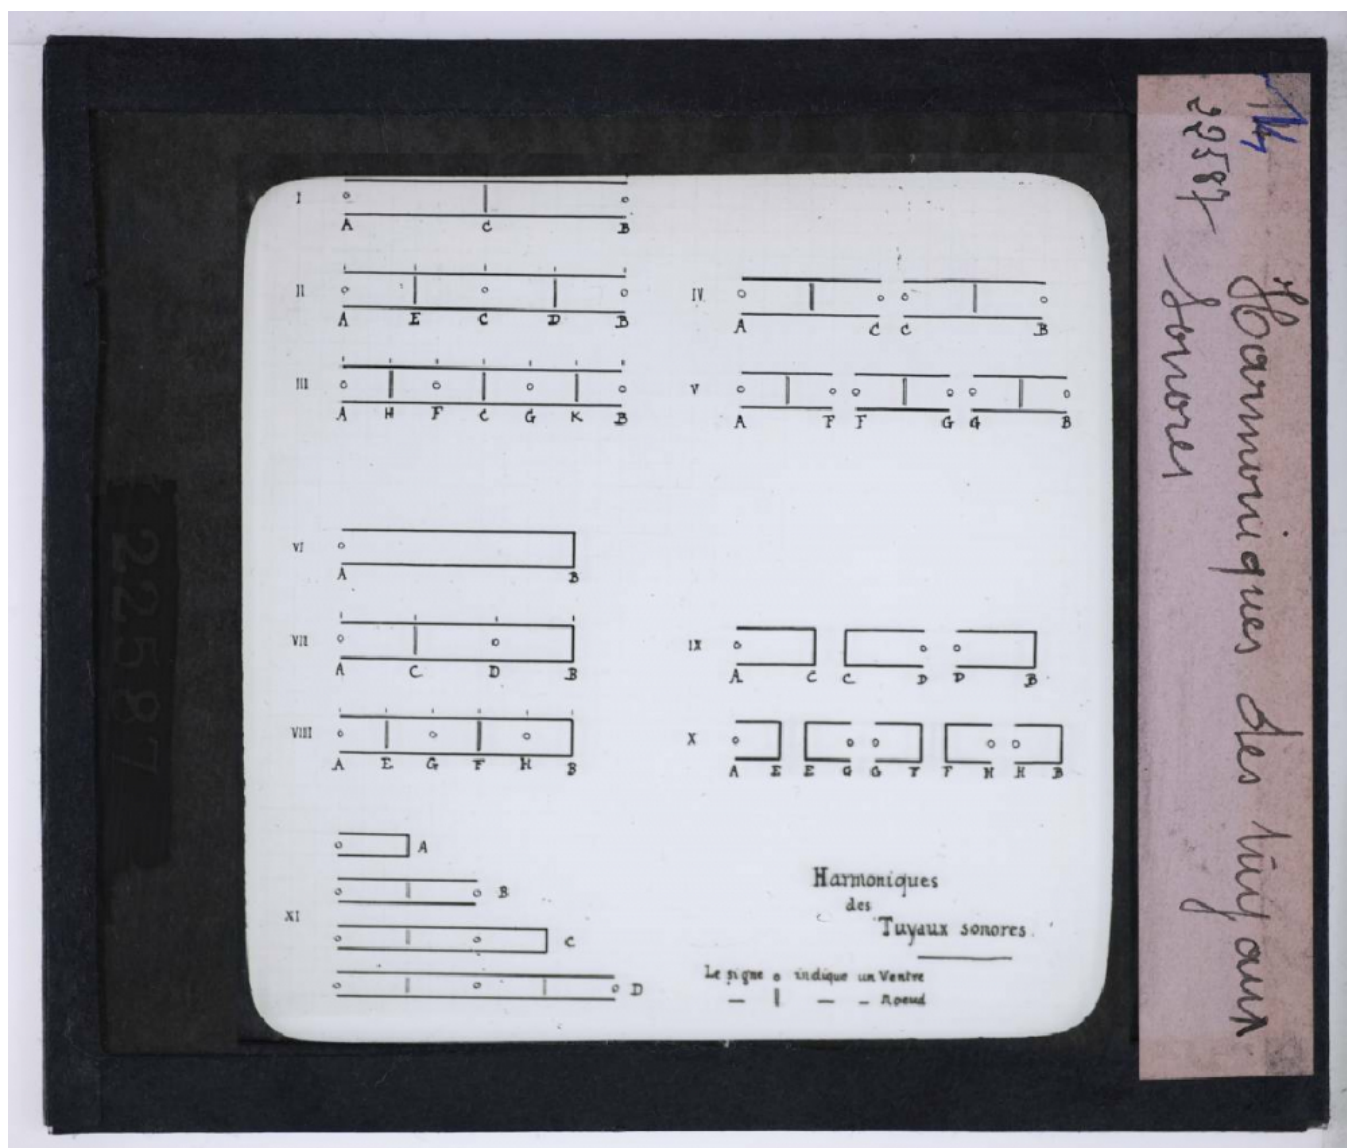 I
A C B
II
A E C D B
IV
A C C B
III
A H F C G K B
V
A F F G G B
VI
A B
VII
A C D B
IX
A C C D D B
VIII
A E G F H B
X
A E E G G F F H H B
XI
A
B
C
D
Harmoniques
des
Tuyaux sonores.
Le signe o indique un Ventre
— | — – Noeud
14
22587
Harmoniques des tuyaux
Sonores
22587